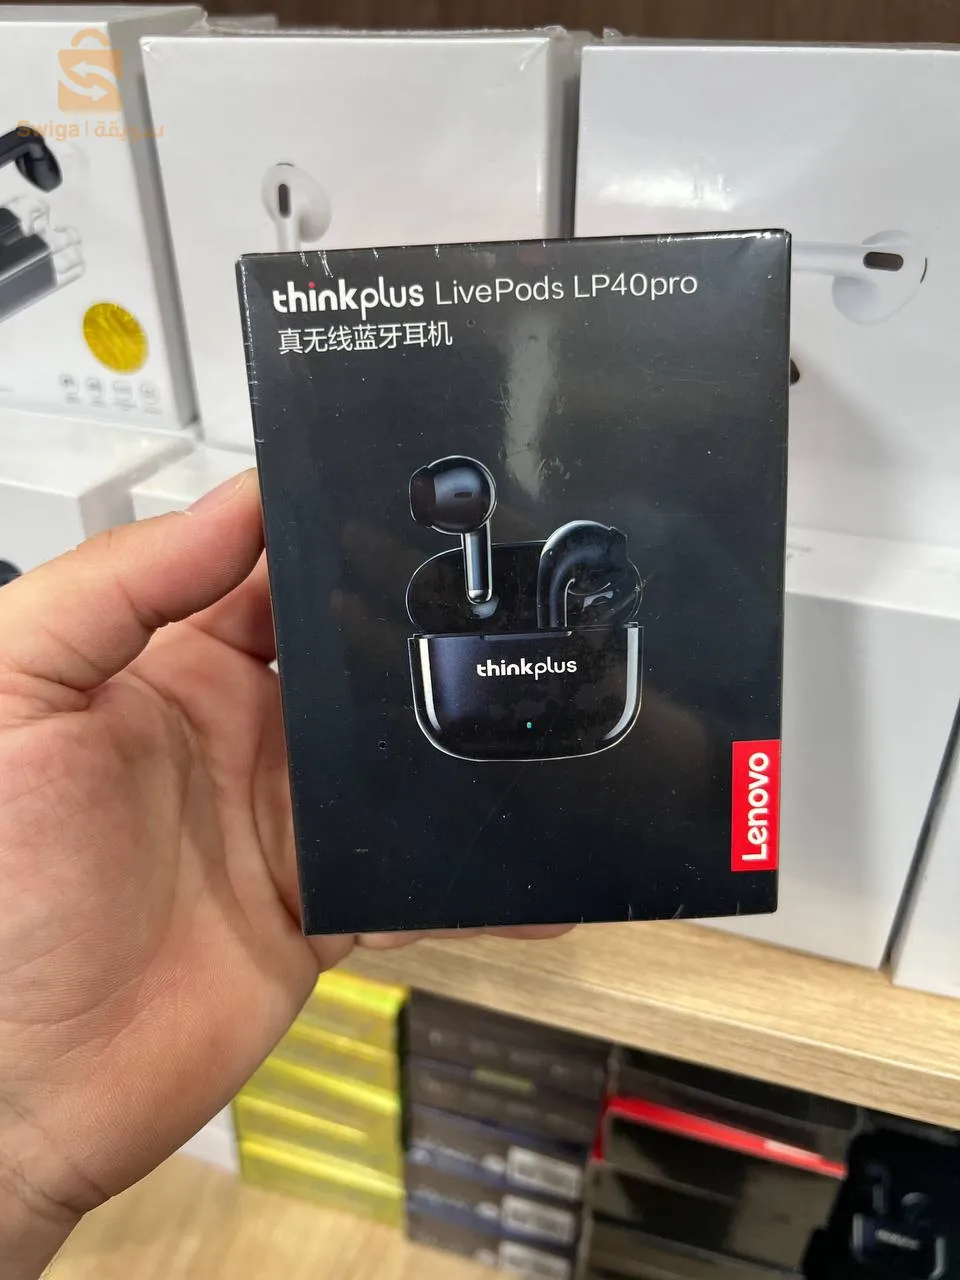 Swiga | سويقة
thinkplus LivePods LP40pro
真无线蓝牙耳机
thinkplus
Lenovo